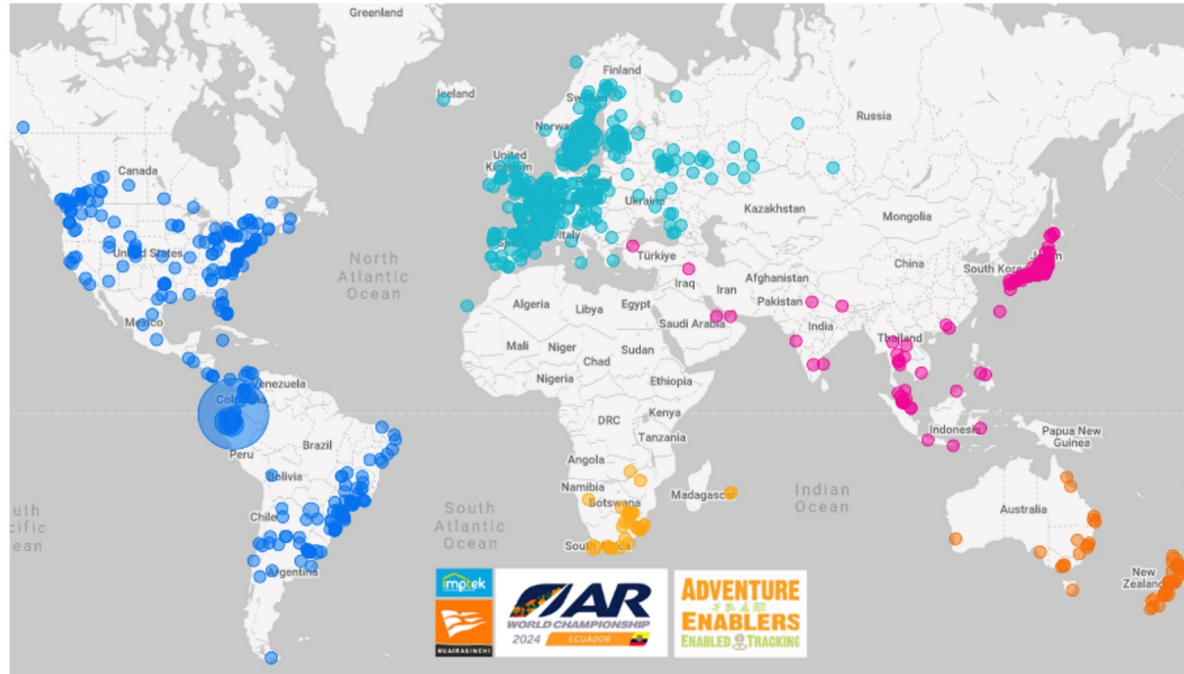 Greenland
Iceland
Finland
Norway
Russia
Canada
United
Kingdom
Ukraine
Kazakhstan
Mongolia
United States
North
Atlantic
Ocean
Italy
Türkiye
China
South Kor
Iraq
Iran
Afghanistan
Pakistan
Algeria
Libya
Egypt
Saudi Arabia
India
Mexico
Mali
Niger
Chad
Sudan
Thailand
Nigeria
Ethiopia
Venezuela
Colombia
DRC
Kenya
Tanzania
Indonesia
Papua New
Guinea
Peru
Brazil
Bolivia
Angola
Namibia
Botswana
Madagascar
Indian
Ocean
Australia
South
Atlantic
Ocean
uth
cific
ean
Chile
South Africa
Argentina
New
Zealand
imptek
HUAIRASINCHI
AR
WORLD CHAMPIONSHIP
2024 ECUADOR
ADVENTURE
ENABLERS
ENABLED TRACKING